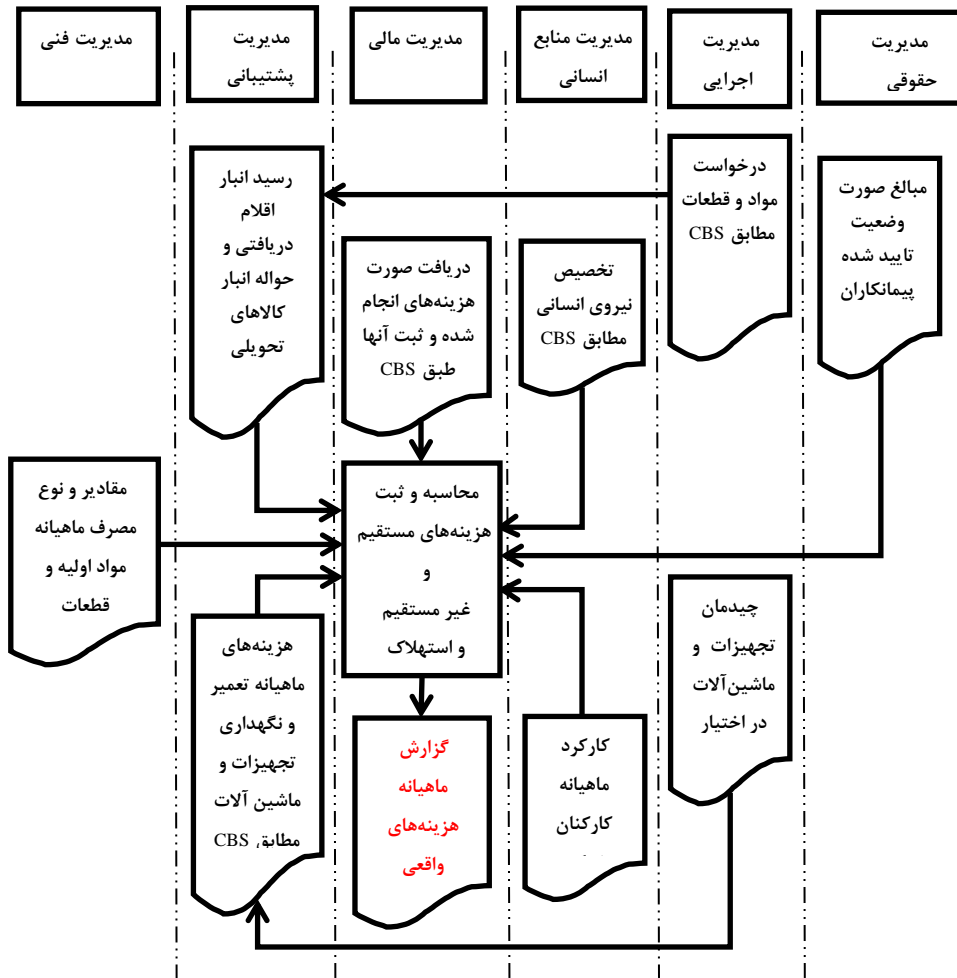 مدیریت
حقوقی
مدیریت
اجرایی
مدیریت منابع
انسانی
مدیریت مالی
مدیریت
پشتیبانی
مدیریت فنی
مبالغ صورت
وضعیت
تایید شده
پیمانکاران
درخواست
مواد و قطعات
مطابق CBS
تخصیص
نیروی انسانی
مطابق CBS
دریافت صورت
هزینه‌های انجام
شده و ثبت آنها
طبق CBS
رسید انبار
اقلام
دریافتی و
حواله انبار
کالاهای
تحویلی
مقادیر و نوع
مصرف ماهیانه
مواد اولیه و
قطعات
محاسبه و ثبت
هزینه‌های مستقیم
و
غیر مستقیم
و استهلاک
چیدمان
تجهیزات و
ماشین‌آلات
در اختیار
کارکرد
ماهیانه
کارکنان
گزارش
ماهیانه
هزینه‌های
واقعی
هزینه‌های
ماهیانه تعمیر
و نگهداری
تجهیزات و
ماشین آلات
مطابق CBS